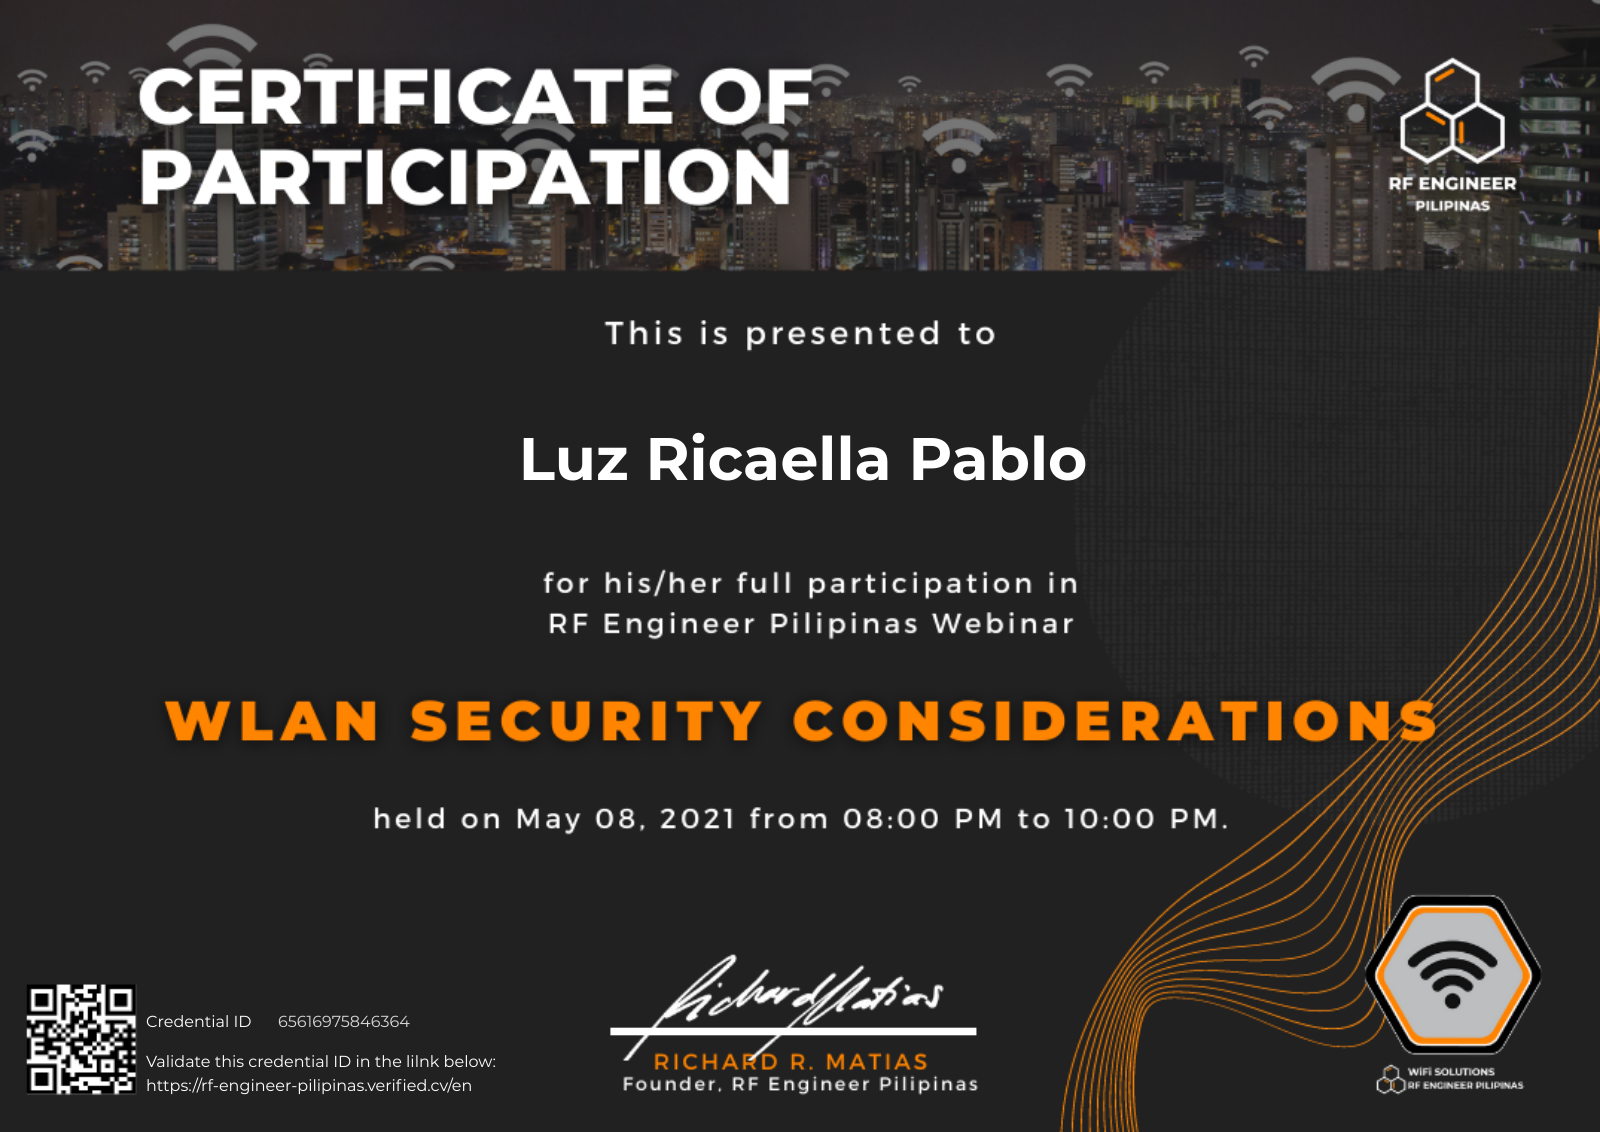 CERTIFICATE OF
PARTICIPATION
RF ENGINEER
PILIPINAS
This is presented to
Luz Ricaella Pablo
for his/her full participation in
RF Engineer Pilipinas Webinar
WLAN SECURITY CONSIDERATIONS
held on May 08, 2021 from 08:00 PM to 10:00 PM.
Richard Matias
RICHARD R. MATIAS
Founder, RF Engineer Pilipinas
Credential ID 65616975846364
Validate this credential ID in the lilnk below:
https://rf-engineer-pilipinas.verified.cv/en
WiFi SOLUTIONS
RF ENGINEER PILIPINAS